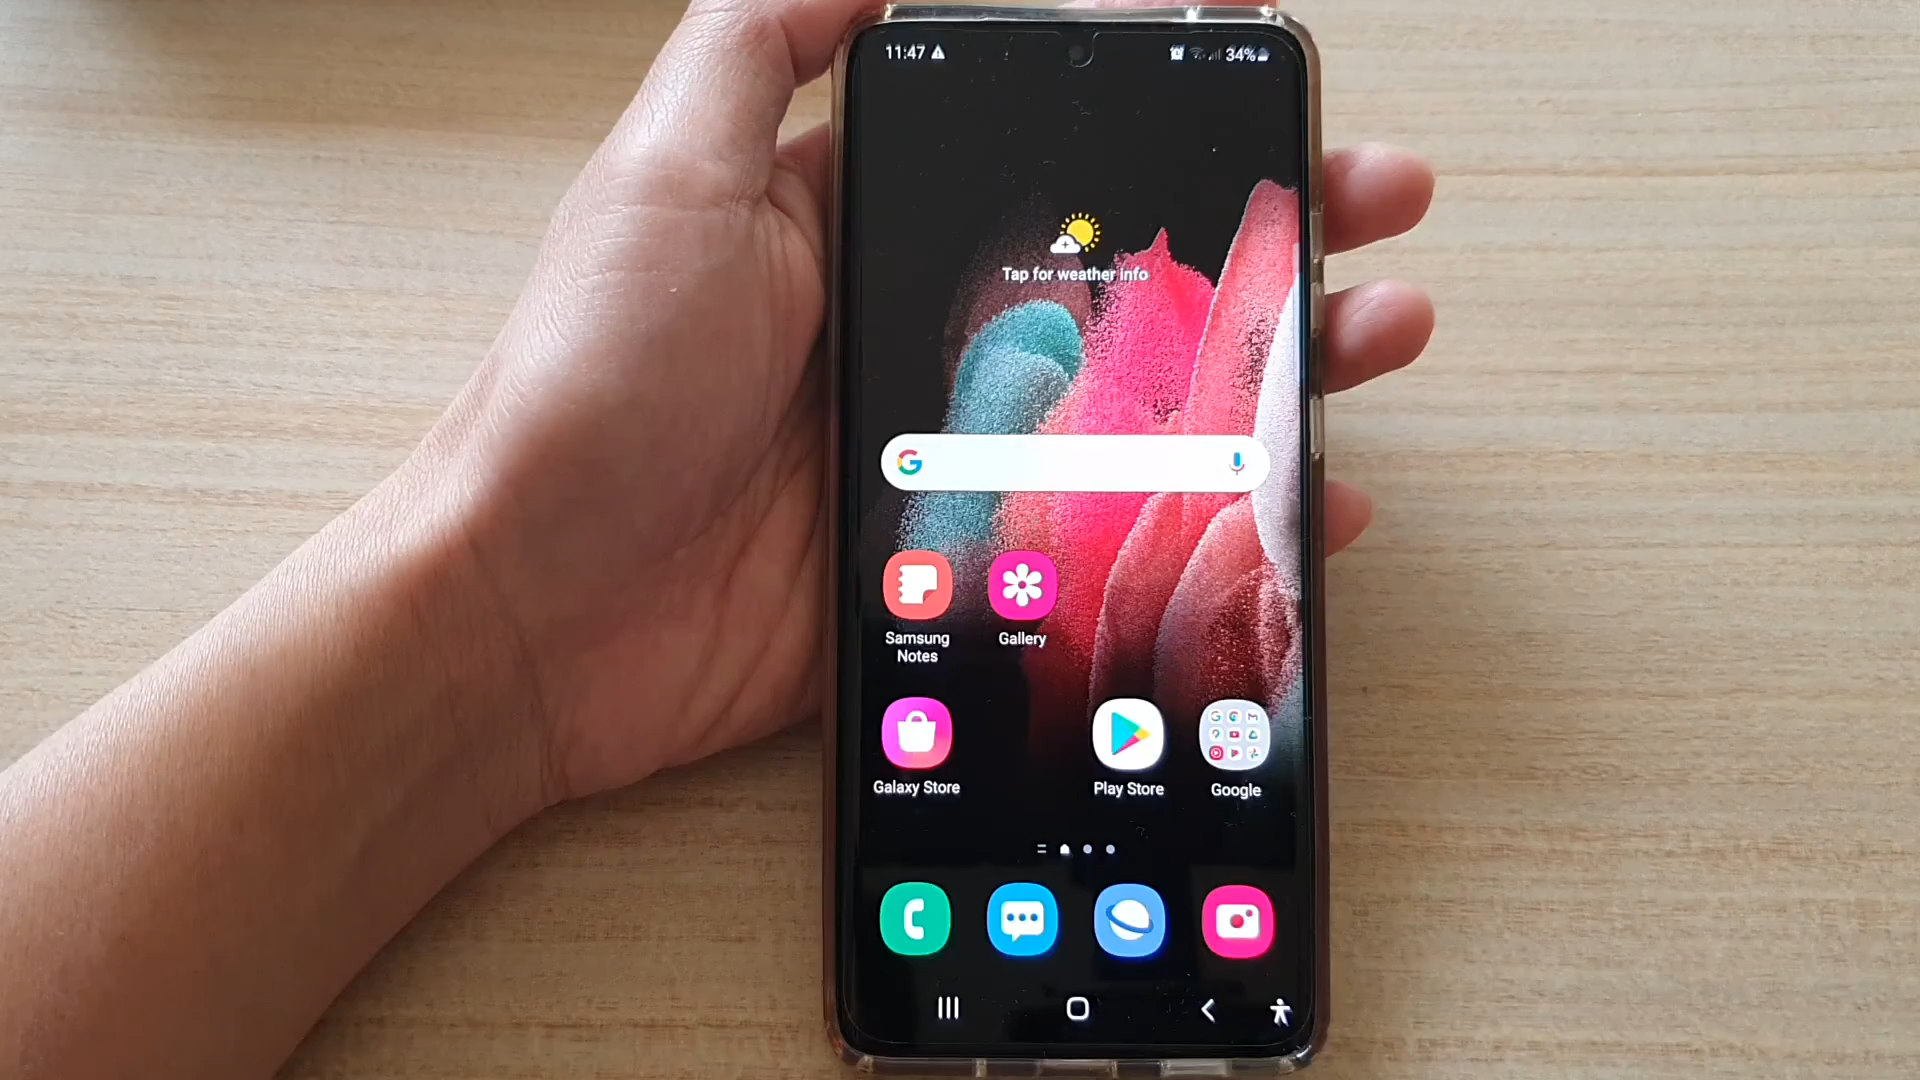 11:47
34%
Tap for weather info
Samsung
Notes
Gallery
Galaxy Store
Play Store
Google